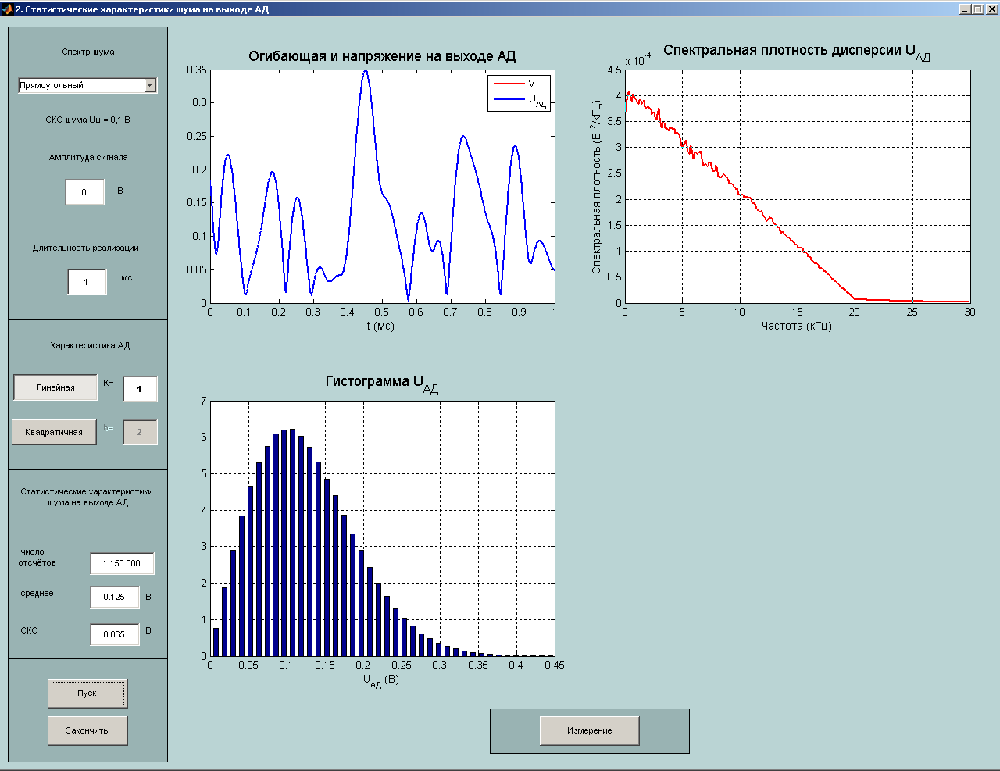 2. Статистические характеристики шума на выходе АД
Спектр шума
Прямоугольный
СКО шума Uш = 0,1 В
Амплитуда сигнала
0 В
Длительность реализации
1 мс
Характеристика АД
Линейная K= 1
Квадратичная b= 2
Статистические характеристики
шума на выходе АД
число
отсчётов 1 150 000
среднее 0.125 В
СКО 0.065 В
Пуск
Закончить
Огибающая и напряжение на выходе АД
V
UАД
0.35
0.3
0.25
0.2
0.15
0.1
0.05
0
0 0.1 0.2 0.3 0.4 0.5 0.6 0.7 0.8 0.9 1
t (мс)
Спектральная плотность дисперсии UАД
x 10-4
Спектральная плотность (В 2/кГц)
4.5
4
3.5
3
2.5
2
1.5
1
0.5
0
0 5 10 15 20 25 30
Частота (кГц)
Гистограмма UАД
7
6
5
4
3
2
1
0
0 0.05 0.1 0.15 0.2 0.25 0.3 0.35 0.4 0.45
UАД (В)
Измерение